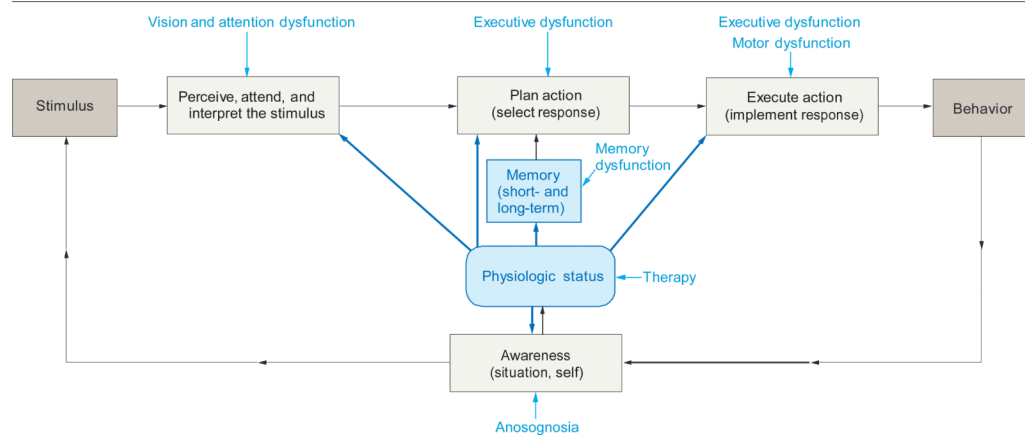 Vision and attention dysfunction
Executive dysfunction
Executive dysfunction
Motor dysfunction
Stimulus
Perceive, attend, and
interpret the stimulus
Plan action
(select response)
Execute action
(implement response)
Behavior
Memory
dysfunction
Memory
(short- and
long-term)
Physiologic status
Therapy
Awareness
(situation, self)
Anosognosia